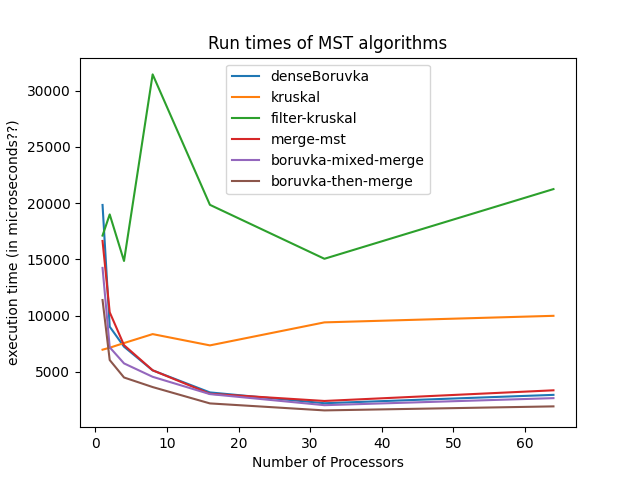 Run times of MST algorithms
denseBoruvka
kruskal
filter-kruskal
merge-mst
boruvka-mixed-merge
boruvka-then-merge
execution time (in microseconds??)
30000
25000
20000
15000
10000
5000
0 10 20 30 40 50 60
Number of Processors